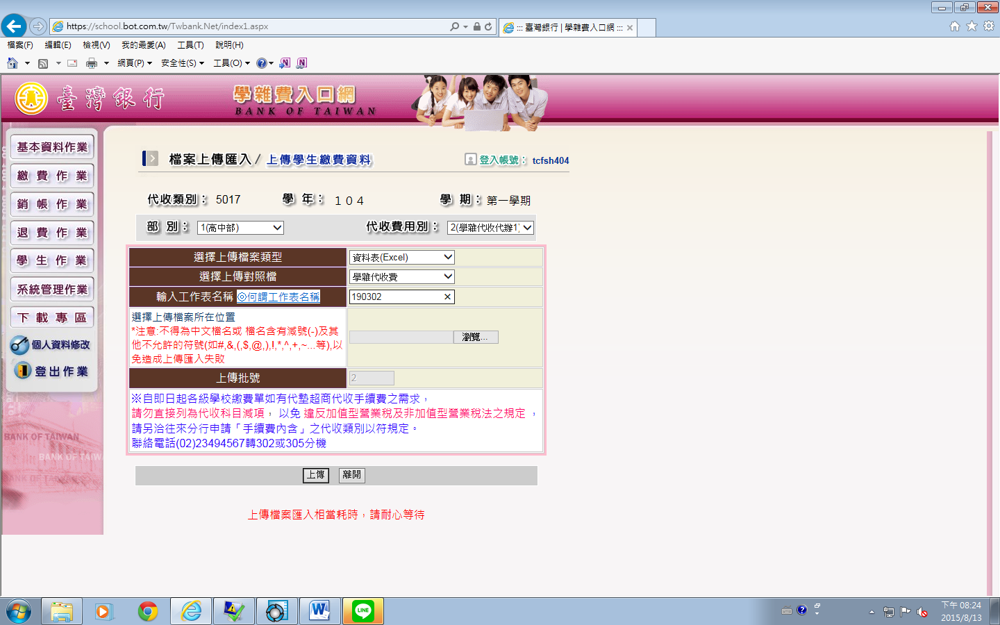 https://school.bot.com.tw/Twbank.Net/index1.aspx
::: 臺灣銀行 | 學雜費入口網 :::
檔案(F) 編輯(E) 檢視(V) 我的最愛(A) 工具(T) 說明(H)
網頁(P) 安全性(S) 工具(O)
臺灣銀行
學雜費入口網
BANK OF TAIWAN
基本資料作業
繳費作業
銷帳作業
退費作業
學生作業
系統管理作業
下載專區
個人資料修改
登出作業
BANK OF TAIWAN
BANK OF TAIWA
BANK OF TAIWAN
檔案上傳匯入 / 上傳學生繳費資料
登入帳號： tcfsh404
代收類別： 5017 學 年： １０４ 學 期： 第一學期
部 別： 1(高中部) 代收費用別： 2(學雜代收代辦1)
選擇上傳檔案類型 資料表(Excel)
選擇上傳對照檔 學雜代收費
輸入工作表名稱 ◎何謂工作表名稱 190302
選擇上傳檔案所在位置
*注意:不得為中文檔名或 檔名含有減號(-)及其
他不允許的符號(如#,&,(,$,@,),!,*,^,+,~...等),以
免造成上傳匯入失敗
瀏覽...
上傳批號 2
※自即日起各級學校繳費單如有代墊超商代收手續費之需求，
請勿直接列為代收科目減項， 以免 違反加值型營業稅及非加值型營業稅法之規定 ，
請另洽往來分行申請「手續費內含」之代收類別以符規定。
聯絡電話(02)23494567轉302或305分機
上傳 離開
上傳檔案匯入相當耗時，請耐心等待
LINE
下午 08:24
2015/8/13